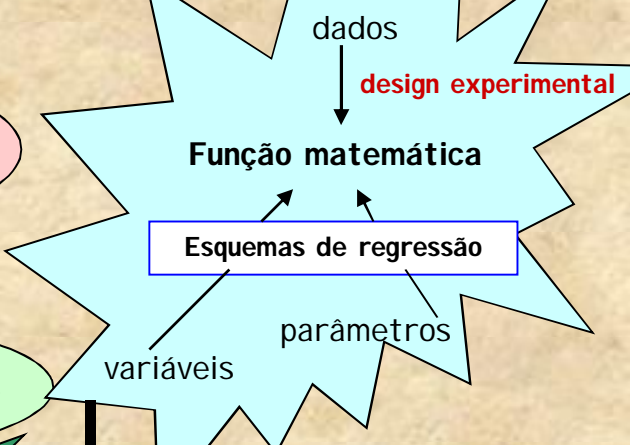 dados
design experimental
Função matemática
Esquemas de regressão
parâmetros
variáveis